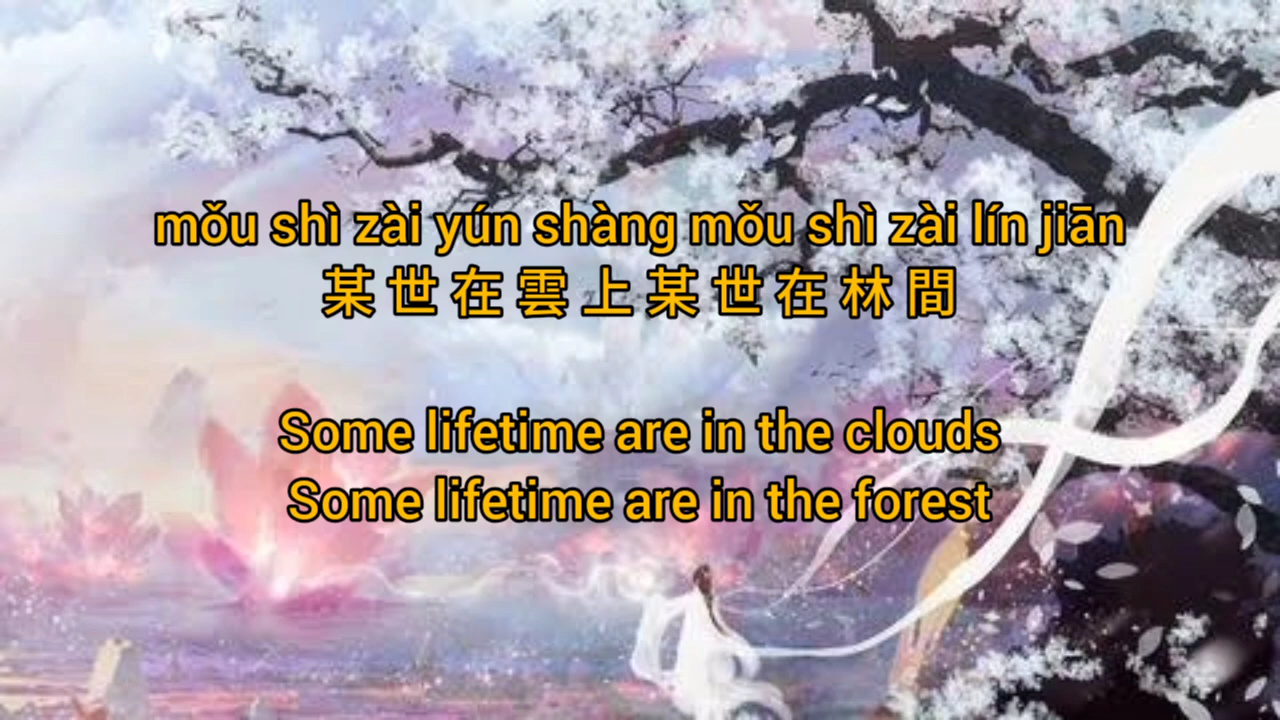 mǒu shì zài yún shàng mǒu shì zài lín jiān
某世在雲上某世在林間
Some lifetime are in the clouds
Some lifetime are in the forest